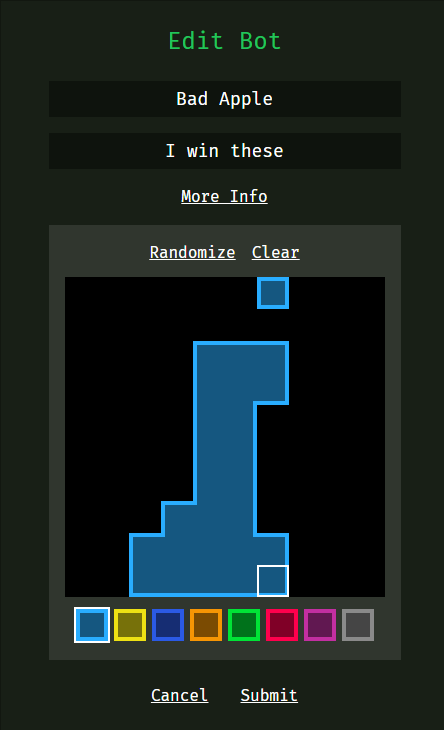 Edit Bot
Bad Apple
I win these
More Info
Randomize Clear
Cancel Submit